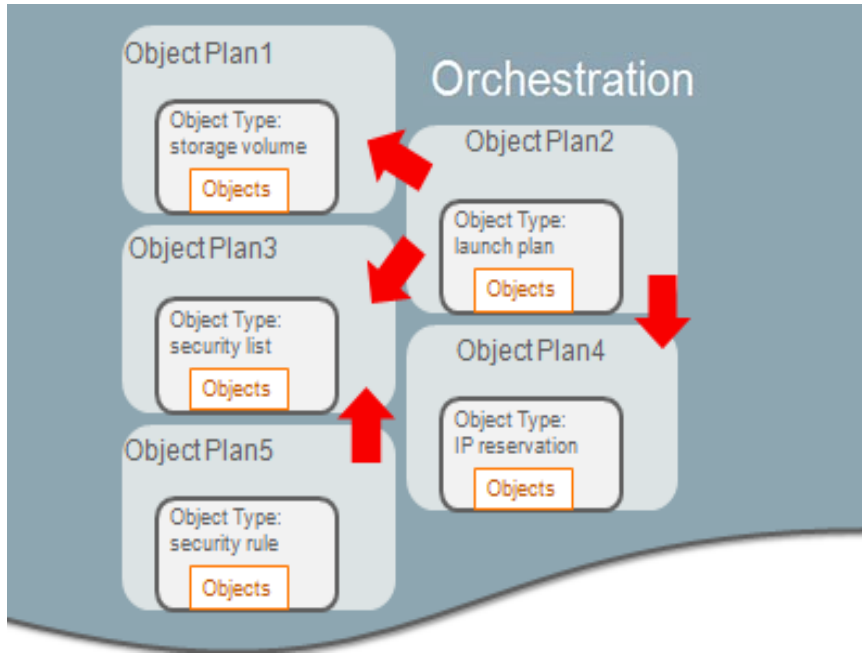 Orchestration
Object Plan1
Object Type:
storage volume
Objects
Object Plan2
Object Type:
launch plan
Objects
Object Plan3
Object Type:
security list
Objects
Object Plan4
Object Type:
IP reservation
Objects
Object Plan5
Object Type:
security rule
Objects